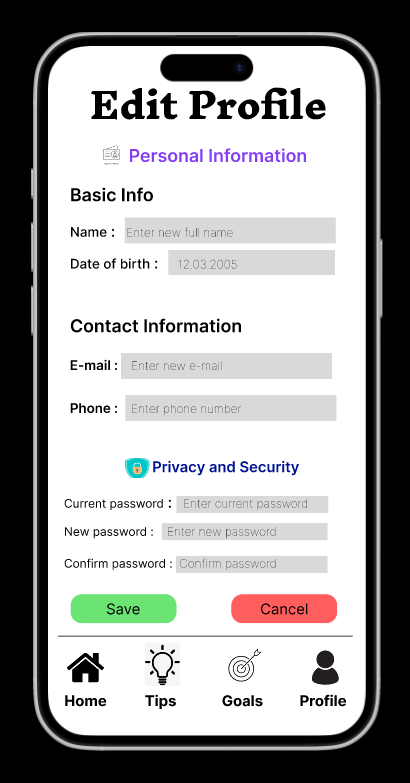 Edit Profile
Personal Information
Basic Info
Name : Enter new full name
Date of birth : 12.03.2005
Contact Information
E-mail : Enter new e-mail
Phone : Enter phone number
Privacy and Security
Current password : Enter current password
New password : Enter new password
Confirm password : Confirm password
Save Cancel
Home Tips Goals Profile